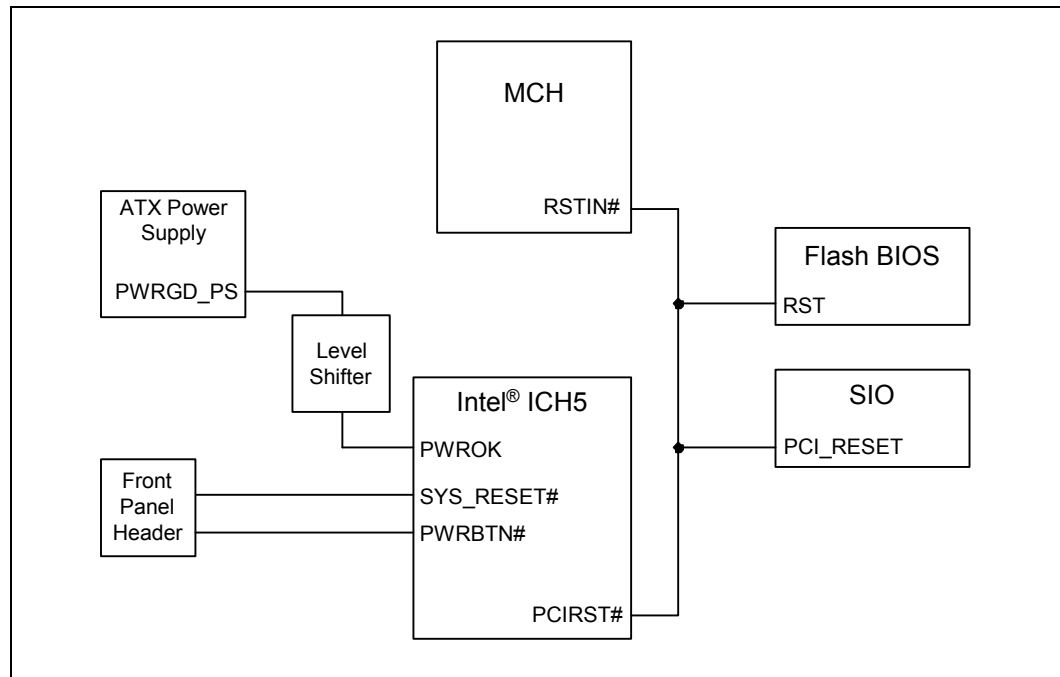 MCH
RSTIN#
ATX Power
Supply
PWRGD_PS
Flash BIOS
RST
Level
Shifter
Intel® ICH5
PWROK
SYS_RESET#
PWRBTN#
PCIRST#
SIO
PCI_RESET
Front
Panel
Header